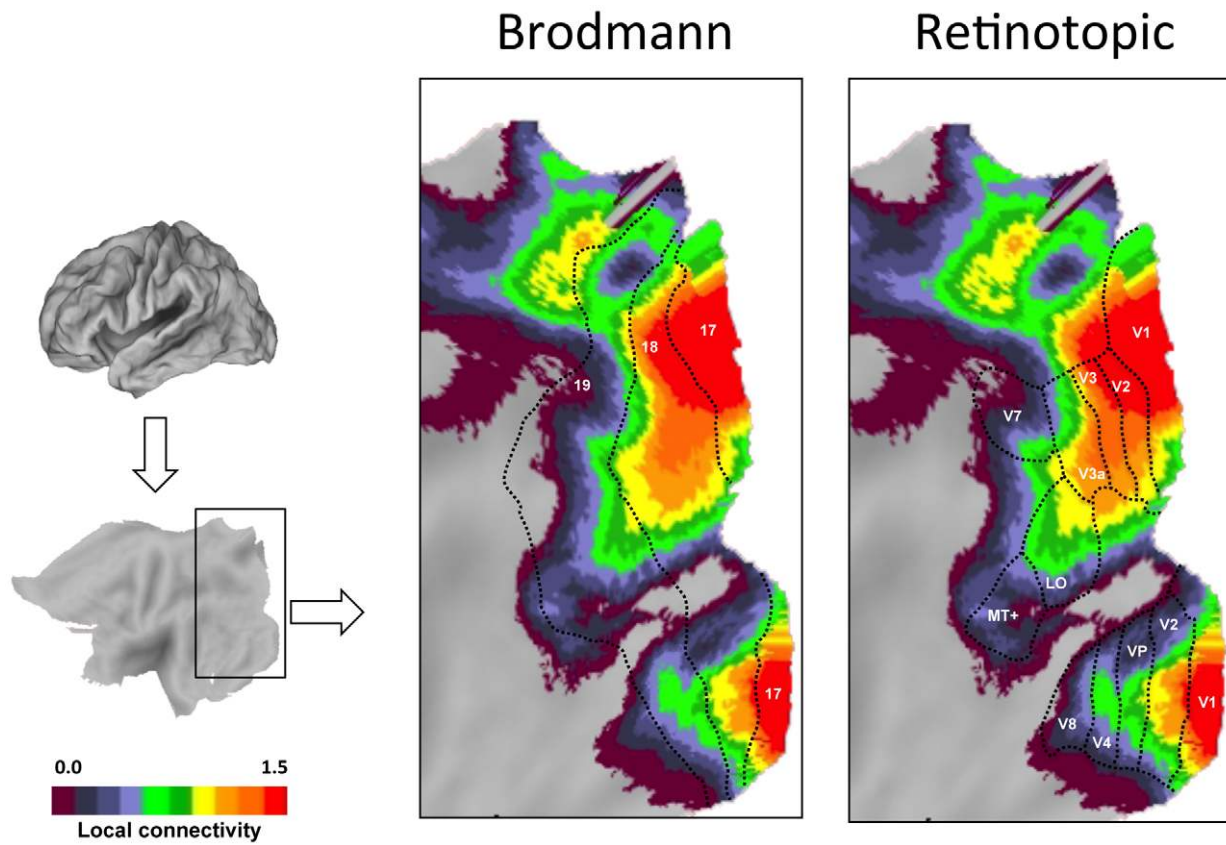 Brodmann
Retinotopic
17
18
19
17
V1
V3
V2
V7
V3a
LO
MT+
V2
VP
V1
V8
V4
0.0 1.5
Local connectivity